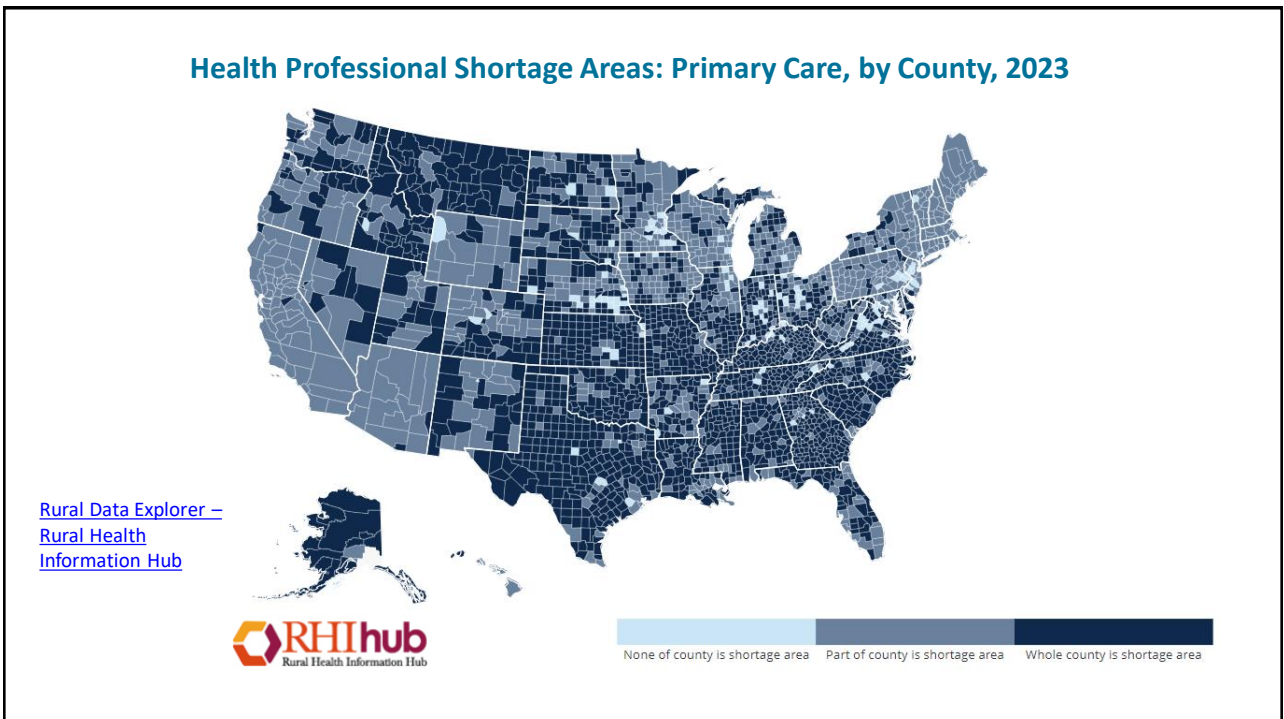 Health Professional Shortage Areas: Primary Care, by County, 2023
Rural Data Explorer –
Rural Health
Information Hub
RHIhub
Rural Health Information Hub
None of county is shortage area
Part of county is shortage area
Whole county is shortage area